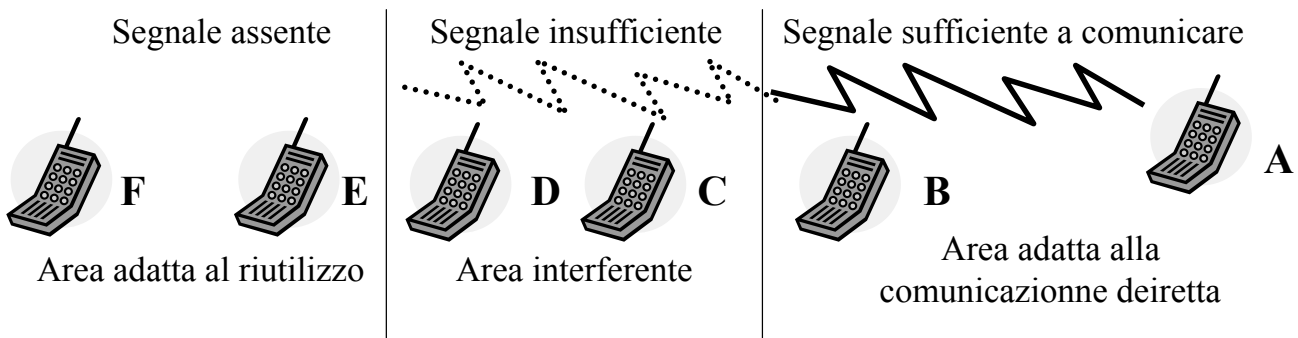 Segnale assente
Segnale insufficiente
Segnale sufficiente a comunicare
F
E
D
C
B
A
Area adatta al riutilizzo
Area interferente
Area adatta alla
comunicazionne deiretta